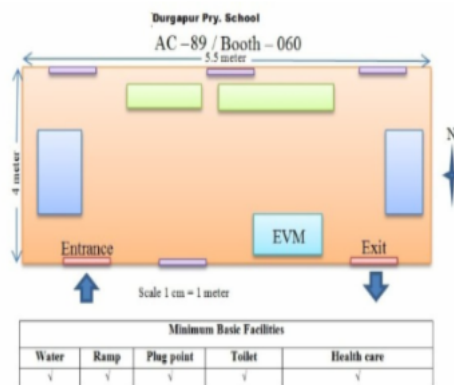 Durgapur Pry. School
AC –89 / Booth – 060
5.5 meter
4 meter
N
Entrance
EVM
Exit
Scale 1 cm = 1 meter
Minimum Basic Facilities
Water Ramp Plug point Toilet Health care
√ √ √ √ √